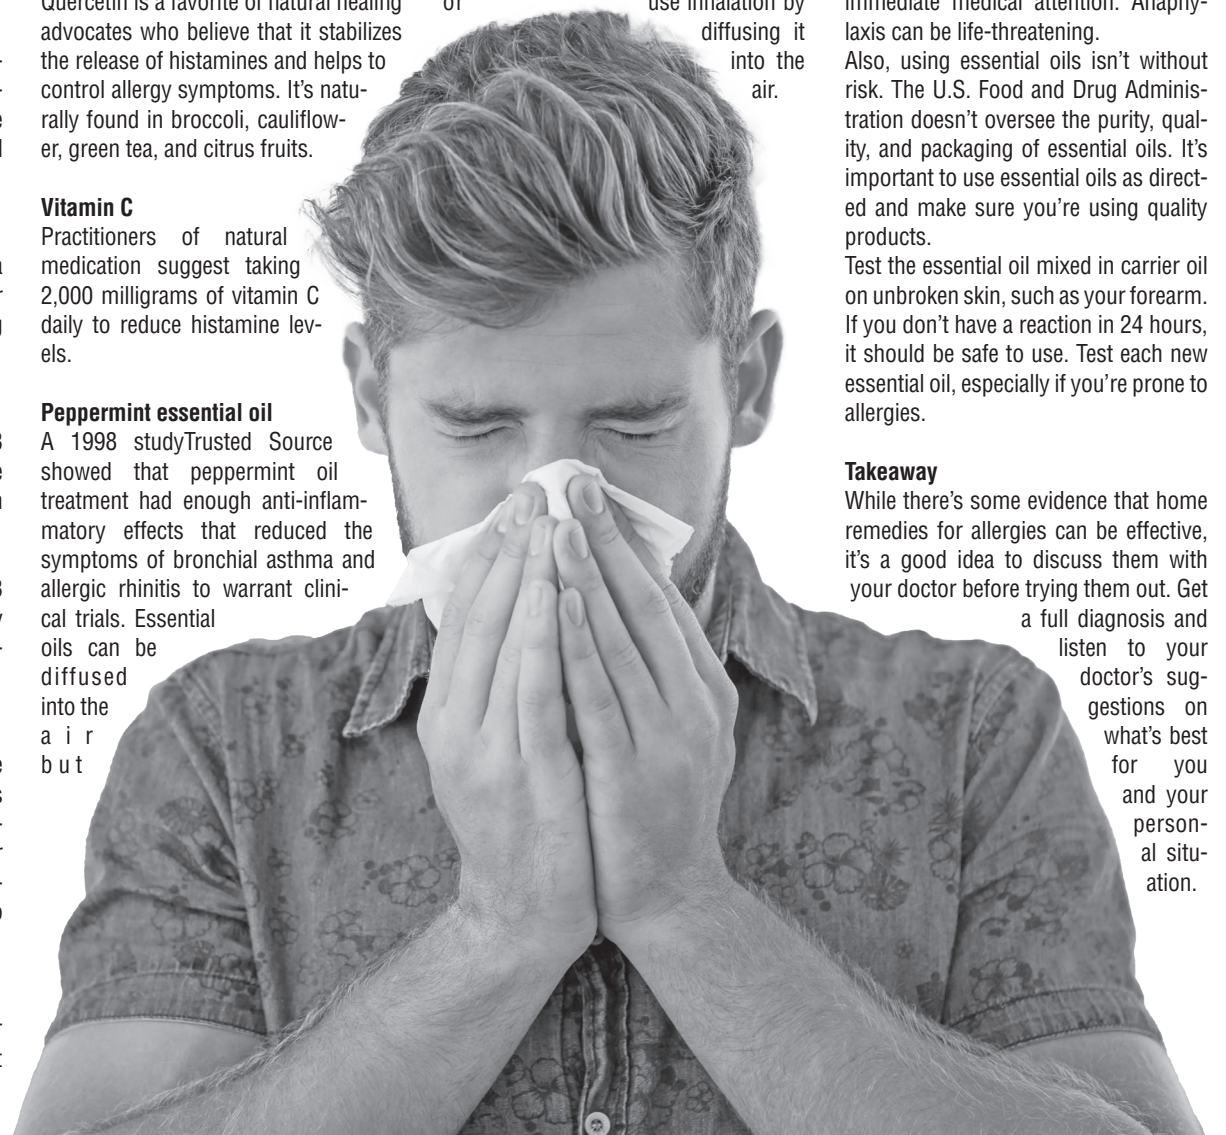 Quercetin is a favorite of natural healing
advocates who believe that it stabilizes
the release of histamines and helps to
control allergy symptoms. It’s natu-
rally found in broccoli, cauliflow-
er, green tea, and citrus fruits.
Vitamin C
Practitioners of natural
medication suggest taking
2,000 milligrams of vitamin C
daily to reduce histamine lev-
els.
Peppermint essential oil
A 1998 studyTrusted Source
showed that peppermint oil
treatment had enough anti-inflam-
matory effects that reduced the
symptoms of bronchial asthma and
allergic rhinitis to warrant clini-
cal trials. Essential
oils can be
diffused
into the
air
but
use inhalation by
diffusing it
into the
air.
immediate medical attention. Anaphy-
laxis can be life-threatening.
Also, using essential oils isn’t without
risk. The U.S. Food and Drug Adminis-
tration doesn’t oversee the purity, qual-
ity, and packaging of essential oils. It’s
important to use essential oils as direct-
ed and make sure you’re using quality
products.
Test the essential oil mixed in carrier oil
on unbroken skin, such as your forearm.
If you don’t have a reaction in 24 hours,
it should be safe to use. Test each new
essential oil, especially if you’re prone to
allergies.
Takeaway
While there’s some evidence that home
remedies for allergies can be effective,
it’s a good idea to discuss them with
your doctor before trying them out. Get
a full diagnosis and
listen to your
doctor’s sug-
gestions on
what’s best
for you
and your
person-
al situ-
ation.